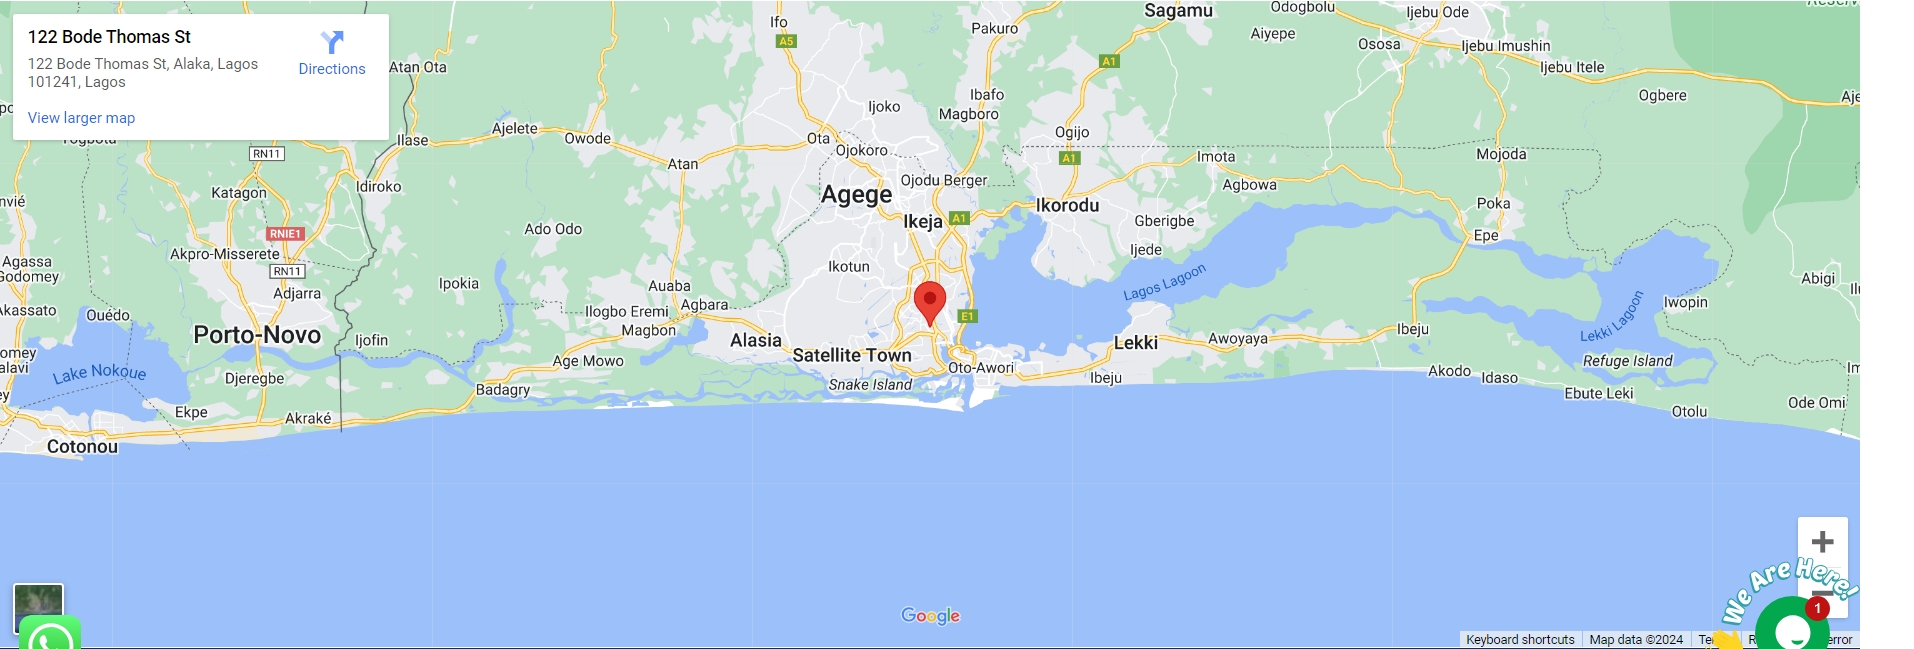 122 Bode Thomas St
122 Bode Thomas St, Alaka, Lagos
101241, Lagos
Directions
View larger map
Ifo
A5
Pakuro
Sagamu
Odogbolu
Ijebu Ode
Aiyepe
Ososa
Ijebu Imushin
A1
Ijebu Itele
Atan Ota
Ogbere
Ibafo
Ijoko
Magboro
Ajelete
Owode
Ilase
Ota
Ogijo
Ojokoro
RN11
Atan
A1
Imota
Mojoda
Idiroko
Katagon
Ojodu Berger
Agbowa
Agege
Ikorodu
Poka
Ikeja
A1
Gberigbe
RNIE1
Ado Odo
Epe
Akpro-Misserete
Ijede
Agassa
Godomey
RN11
Ikotun
Lagos Lagoon
Abigi
Ipokia
Auaba
Adjarra
Iwopin
Agbara
Ilogbo Eremi
Akassato
Ouédo
E1
Lekki Lagoon
Magbon
Ibeju
Porto-Novo
Ijofin
Alasia
Lekki
Awoyaya
Satellite Town
Age Mowo
Refuge Island
Oto-Awori
Lake Nokoue
Djeregbe
Snake Island
Ibeju
Akodo
Idaso
Badagry
Ebute Leki
Ode Omi
Ekpe
Akraké
Otolu
Cotonou
We Are Here!
1
Google
Keyboard shortcuts
Map data ©2024